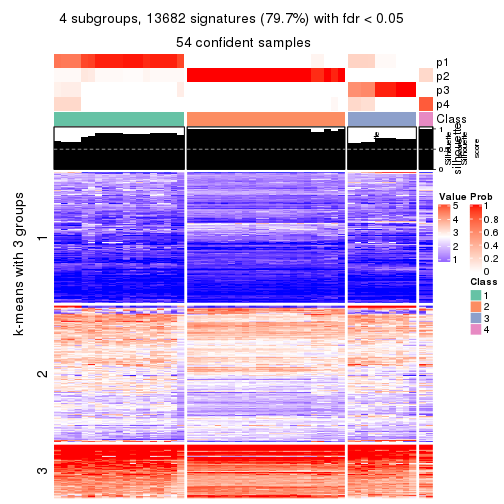 4 subgroups, 13682 signatures (79.7%) with fdr < 0.05
54 confident samples
p1
p2
p3
p4
Class
1
0.5
0
Silhouette
silhouette
Silhouette
score
k-means with 3 groups
1
2
3
Value
5
4
3
2
1
Prob
1
0.8
0.6
0.4
0.2
0
Class
1
2
3
4